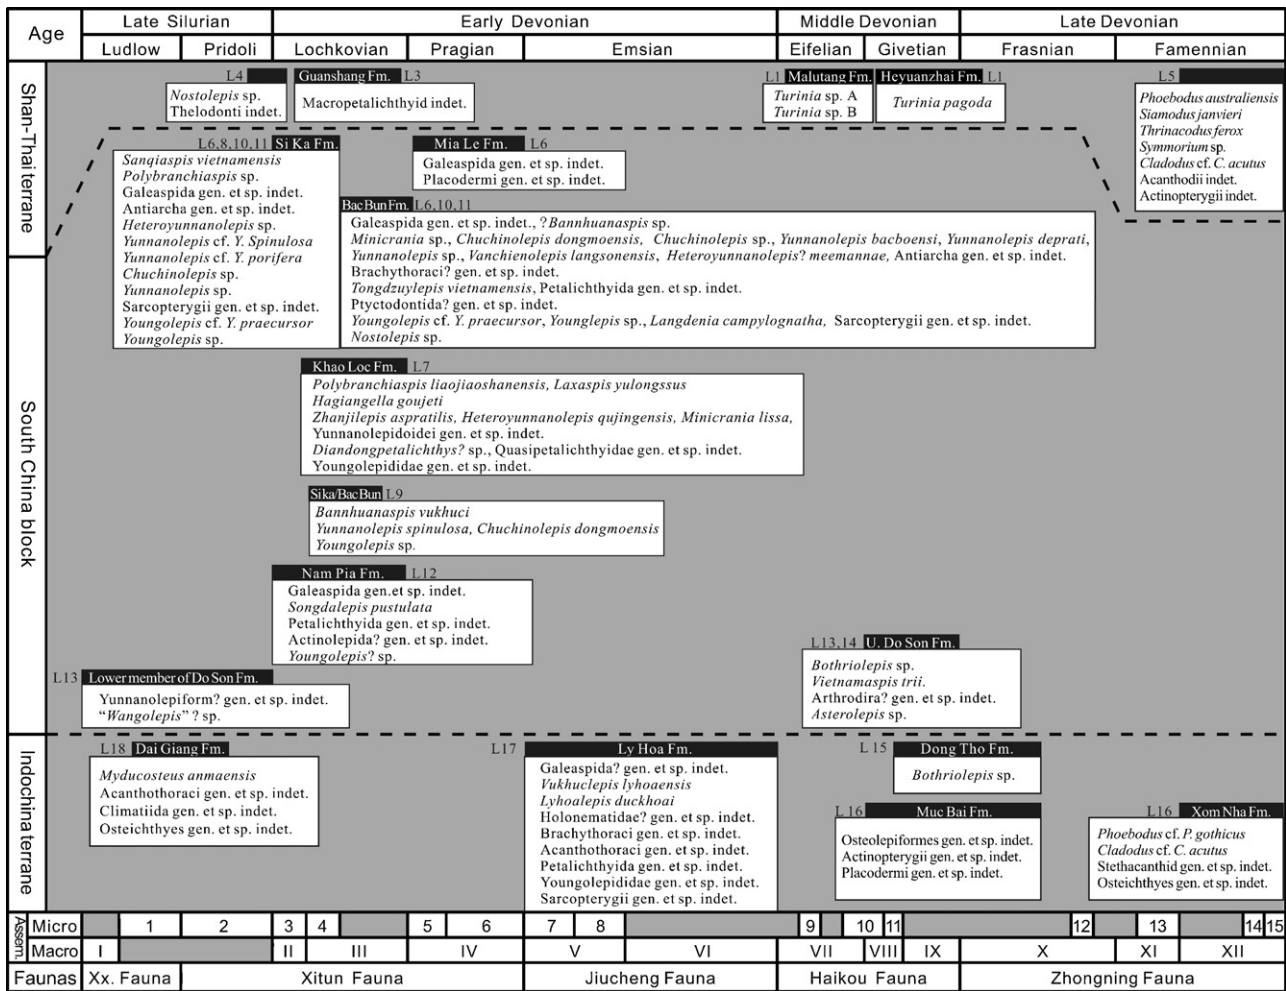 Age
Late Silurian
Early Devonian
Middle Devonian
Late Devonian
Ludlow
Pridoli
Lochkovian
Pragian
Emsian
Eifelian
Givetian
Frasnian
Famennian
Shan-Thai terrane
L4
Nostolepis sp.
Thelodonti indet.
Guanshang Fm.
L3
Macropetalichthyid indet.
L1
Malutang Fm.
Turinia sp. A
Turinia sp. B
Heyuanzhai Fm.
L1
Turinia pagoda
L5
Phoebodus australiensis
Siamodus janvieri
Thrinacodus ferox
Symmorium sp.
Cladodus cf. C. acutus
Acanthodii indet.
Actinopterygii indet.
South China block
L6,8,10,11
Si Ka Fm.
Sanqiaspis vietnamensis
Polybranchiaspis sp.
Galeaspida gen. et sp. indet.
Antiarcha gen. et sp. indet.
Heteroyunnanolepis sp.
Yunnanolepis cf. Y. Spinulosa
Yunnanolepis cf. Y. porifera
Chuchinolepis sp.
Yunnanolepis sp.
Sarcopterygii gen. et sp. indet.
Youngolepis cf. Y. praecursor
Youngolepis sp.
Mia Le Fm.
L6
Galeaspida gen. et sp. indet.
Placodermi gen. et sp. indet.
Bac Bun Fm.
L6,10,11
Galeaspida gen. et sp. indet., ?Bannhuanaspis sp.
Minicrania sp., Chuchinolepis dongmoensis, Chuchinolepis sp., Yunnanolepis bacboensi, Yunnanolepis deprati,
Yunnanolepis sp., Vanchienolepis langsonensis, Heteroyunnanolepis? meemannae, Antiarcha gen. et sp. indet.
Brachythoraci? gen. et sp. indet.
Tongdzuylepis vietnamensis, Petalichthyida gen. et sp. indet.
Ptyctodontida? gen. et sp. indet.
Youngolepis cf. Y. praecursor, Younglepis sp., Langdenia campylognatha, Sarcopterygii gen. et sp. indet.
Nostolepis sp.
Khao Loc Fm.
L7
Polybranchiaspis liaojiaoshanensis, Laxaspis yulongssus
Hagiangella goujeti
Zhanjilepis aspratilis, Heteroyunnanolepis qujingensis, Minicrania lissa,
Yunnanolepidoidei gen. et sp. indet.
Diandongpetalichthys? sp., Quasipetalichthyidae gen. et sp. indet.
Youngolepididae gen. et sp. indet.
Sika/Bac Bun
L9
Bannhuanaspis vukhuci
Yunnanolepis spinulosa, Chuchinolepis dongmoensis
Youngolepis sp.
Nam Pia Fm.
L12
Galeaspida gen.et sp. indet.
Songdalepis pustulata
Petalichthyida gen. et sp. indet.
Actinolepida? gen. et sp. indet.
Youngolepis? sp.
L13,14
U. Do Son Fm.
Bothriolepis sp.
Vietnamaspis trii.
Arthrodira? gen. et sp. indet.
Asterolepis sp.
L13
Lower member of Do Son Fm.
Yunnanolepiform? gen. et sp. indet.
“Wangolepis” ? sp.
Indochina terrane
L18
Dai Giang Fm.
Myducosteus anmaensis
Acanthothoraci gen. et sp. indet.
Climatiida gen. et sp. indet.
Osteichthyes gen. et sp. indet.
L17
Ly Hoa Fm.
Galeaspida? gen. et sp. indet.
Vukhuclepis lyhoaensis
Lyhoalepis duckhoai
Holonematidae? gen. et sp. indet.
Brachythoraci gen. et sp. indet.
Acanthothoraci gen. et sp. indet.
Petalichthyida gen. et sp. indet.
Youngolepididae gen. et sp. indet.
Sarcopterygii gen. et sp. indet.
L 15
Dong Tho Fm.
Bothriolepis sp.
L 16
Muc Bai Fm.
Osteolepiformes gen. et sp. indet.
Actinopterygii gen. et sp. indet.
Placodermi gen. et sp. indet.
L16
Xom Nha Fm.
Phoebodus cf. P. gothicus
Cladodus cf. C. acutus
Stethacanthid gen. et sp. indet.
Osteichthyes gen. et sp. indet.
Assem.
Micro
1
2
3
4
5
6
7
8
9
10
11
12
13
14
15
Macro
I
II
III
IV
V
VI
VII
VIII
IX
X
XI
XII
Faunas
Xx. Fauna
Xitun Fauna
Jiucheng Fauna
Haikou Fauna
Zhongning Fauna